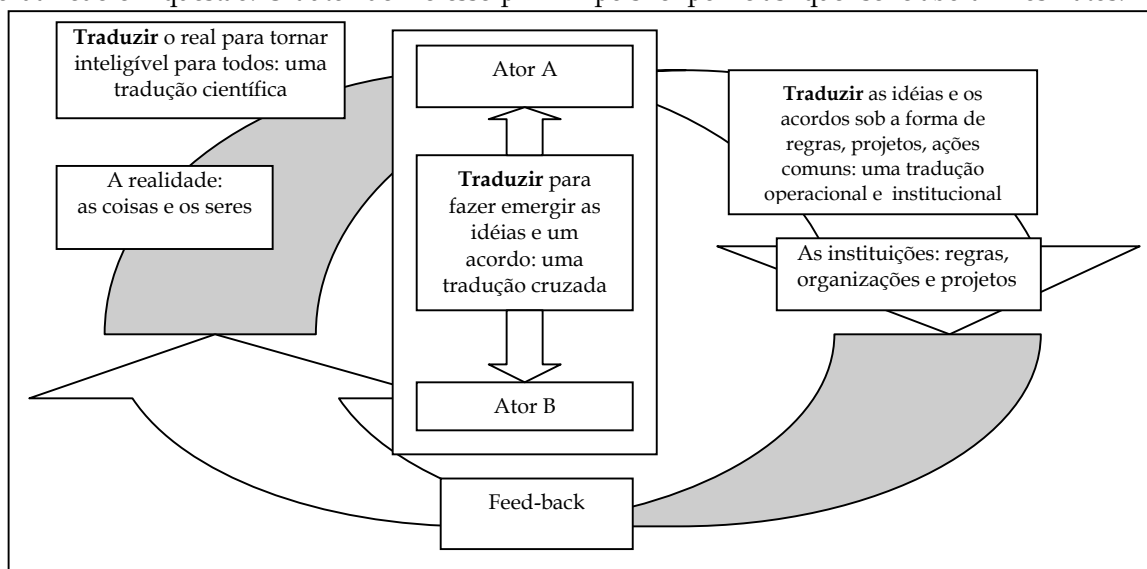 Traduzir o real para tornar
inteligível para todos: uma
tradução científica
A realidade:
as coisas e os seres
Ator A
Traduzir para
fazer emergir as
idéias e um
acordo: uma
tradução cruzada
Ator B
Traduzir as idéias e os
acordos sob a forma de
regras, projetos, ações
comuns: uma tradução
operacional e institucional
As instituições: regras,
organizações e projetos
Feed-back